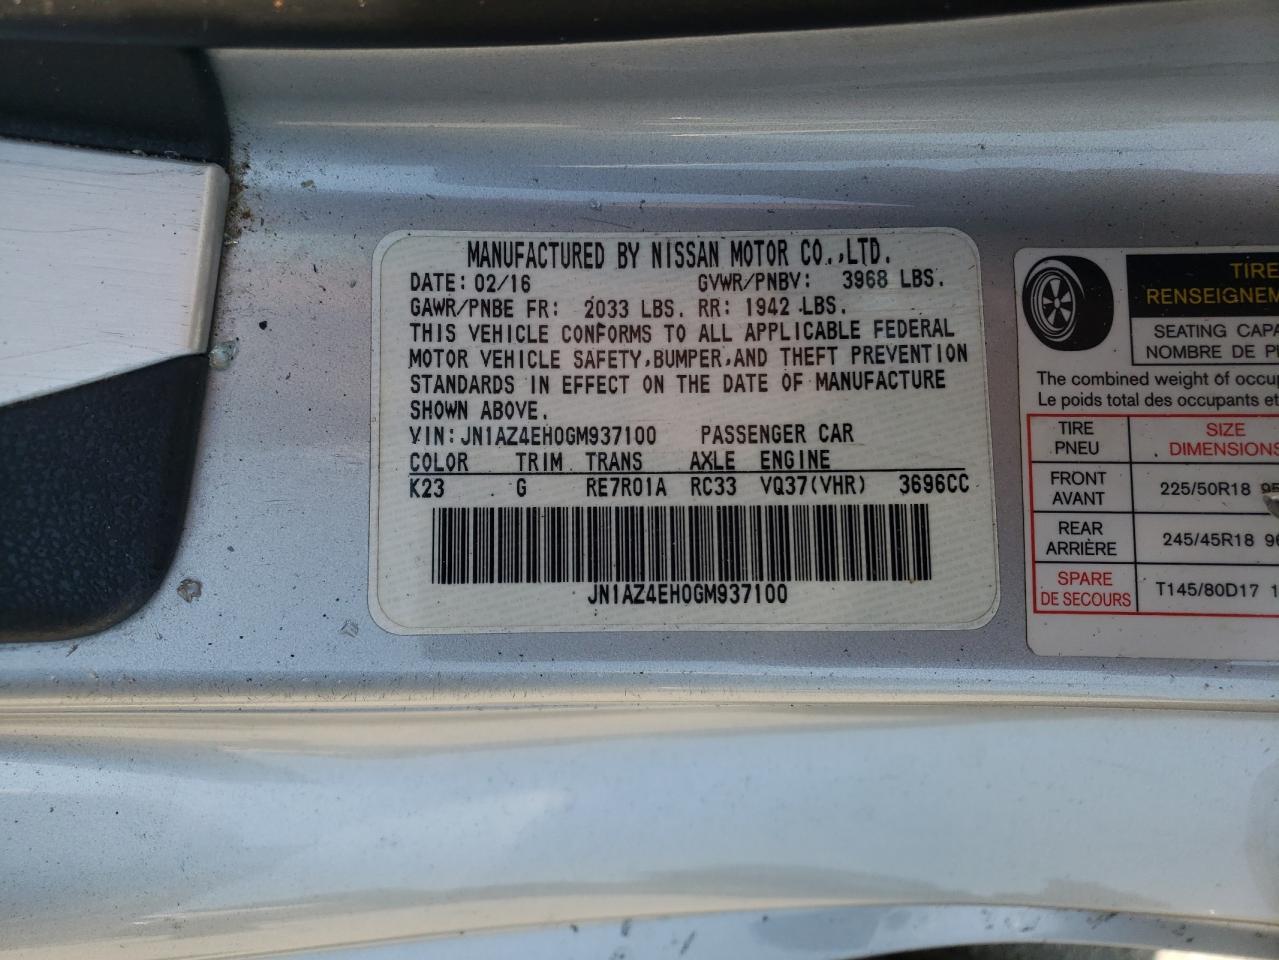 MANUFACTURED BY NISSAN MOTOR CO.,LTD.
DATE: 02/16 GVWR/PNBV: 3968 LBS.
GAWR/PNBE FR: 2033 LBS. RR: 1942 LBS.
THIS VEHICLE CONFORMS TO ALL APPLICABLE FEDERAL
MOTOR VEHICLE SAFETY,BUMPER,AND THEFT PREVENTION
STANDARDS IN EFFECT ON THE DATE OF MANUFACTURE
SHOWN ABOVE.
VIN:JN1AZ4EH0GM937100 PASSENGER CAR
COLOR TRIM TRANS AXLE ENGINE
K23 G RE7R01A RC33 VQ37(VHR) 3696CC
JN1AZ4EH0GM937100
TIRE
RENSEIGNEM
SEATING CAPA
NOMBRE DE P
The combined weight of occup
Le poids total des occupants et
TIRE SIZE
PNEU DIMENSIONS
FRONT
AVANT 225/50R18 95
REAR
ARRIÈRE 245/45R18 96
SPARE
DE SECOURS T145/80D17 1